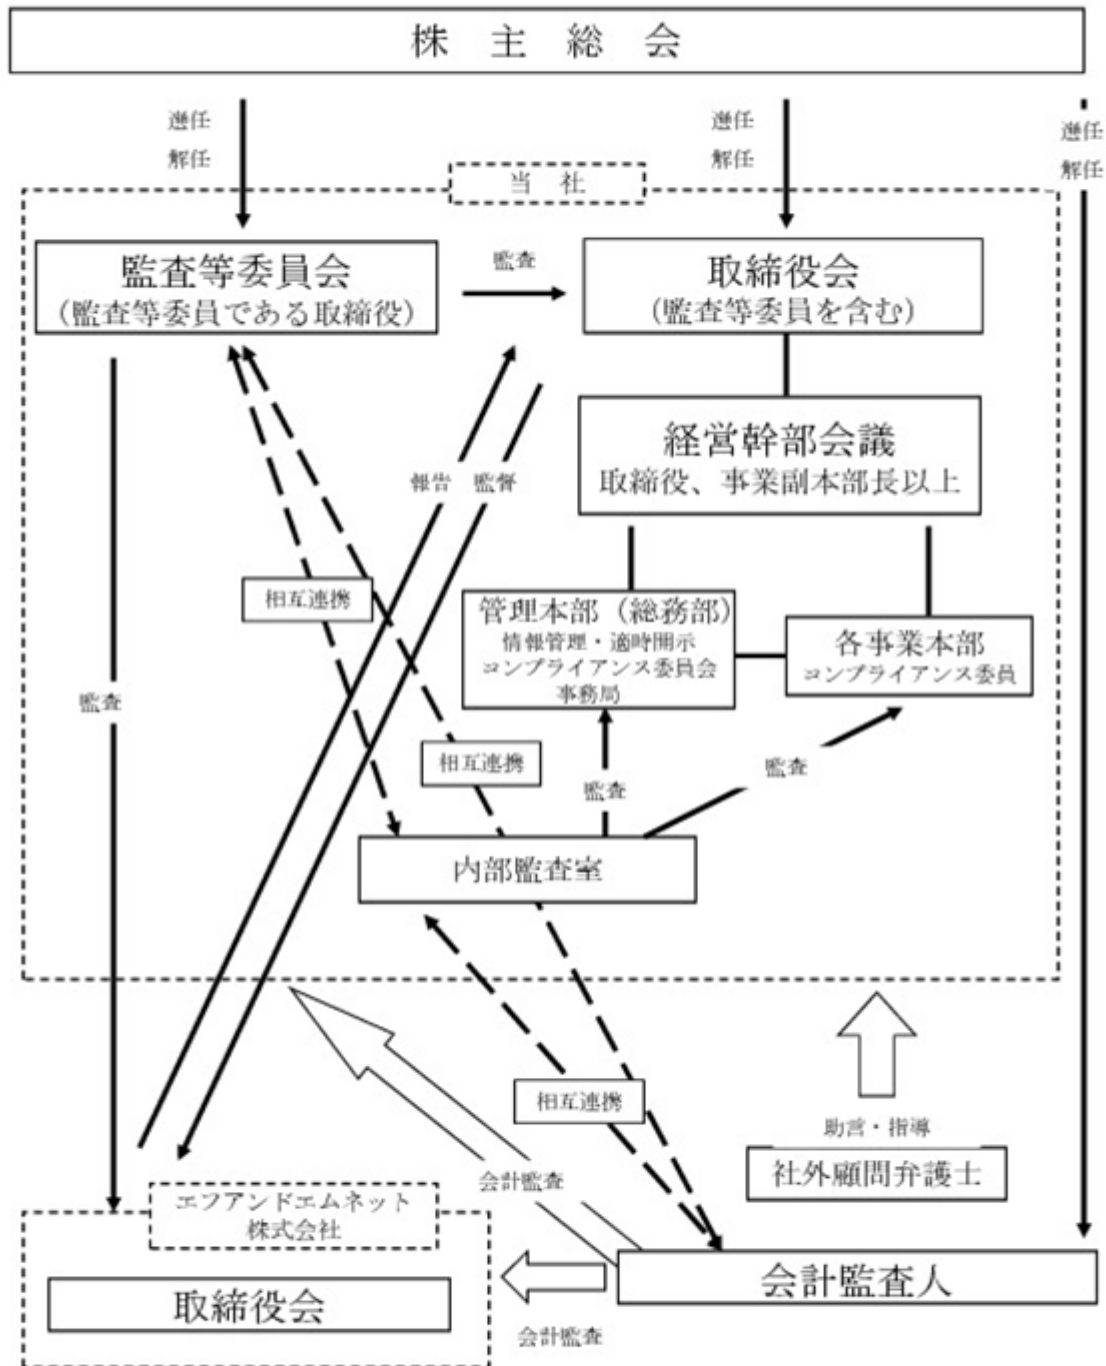 株主総会
選任
解任
選任
解任
選任
解任
当社
監査等委員会
(監査等委員である取締役)
監査
取締役会
(監査等委員を含む)
経営幹部会議
取締役、事業副本部長以上
報告
監督
相互連携
管理本部(総務部)
情報管理・適時開示
コンプライアンス委員会
事務局
各事業本部
コンプライアンス委員
監査
相互連携
監査
監査
内部監査室
相互連携
助言・指導
社外顧問弁護士
会計監査
エフアンドエムネット
株式会社
取締役会
会計監査人
会計監査